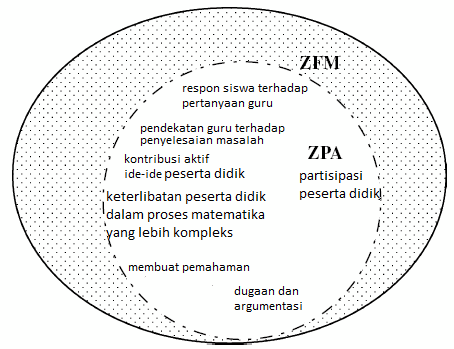 ZFM
respon siswa terhadap
pertanyaan guru
pendekatan guru terhadap
penyelesaian masalah
ZPA
kontribusi aktif
ide-ide peserta didik
partisipasi
peserta didik
keterlibatan peserta didik
dalam proses matematika
yang lebih kompleks
membuat pemahaman
dugaan dan
argumentasi